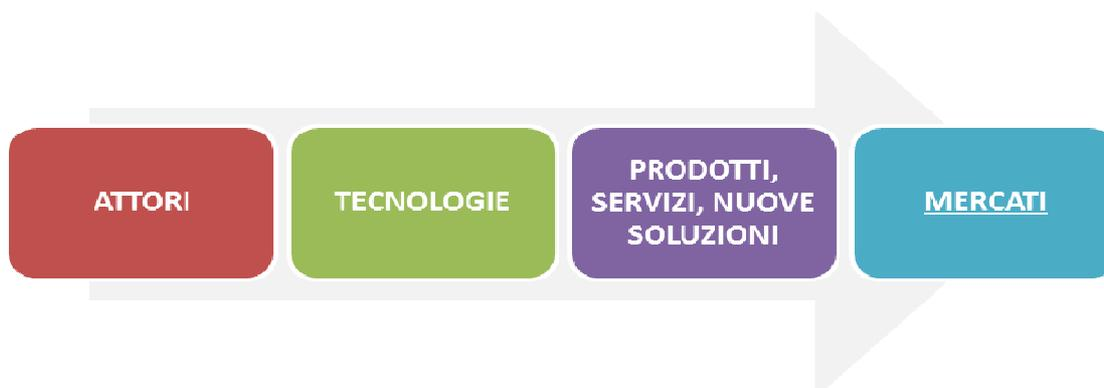 ATTORI
TECNOLOGIE
PRODOTTI,
SERVIZI, NUOVE
SOLUZIONI
MERCATI